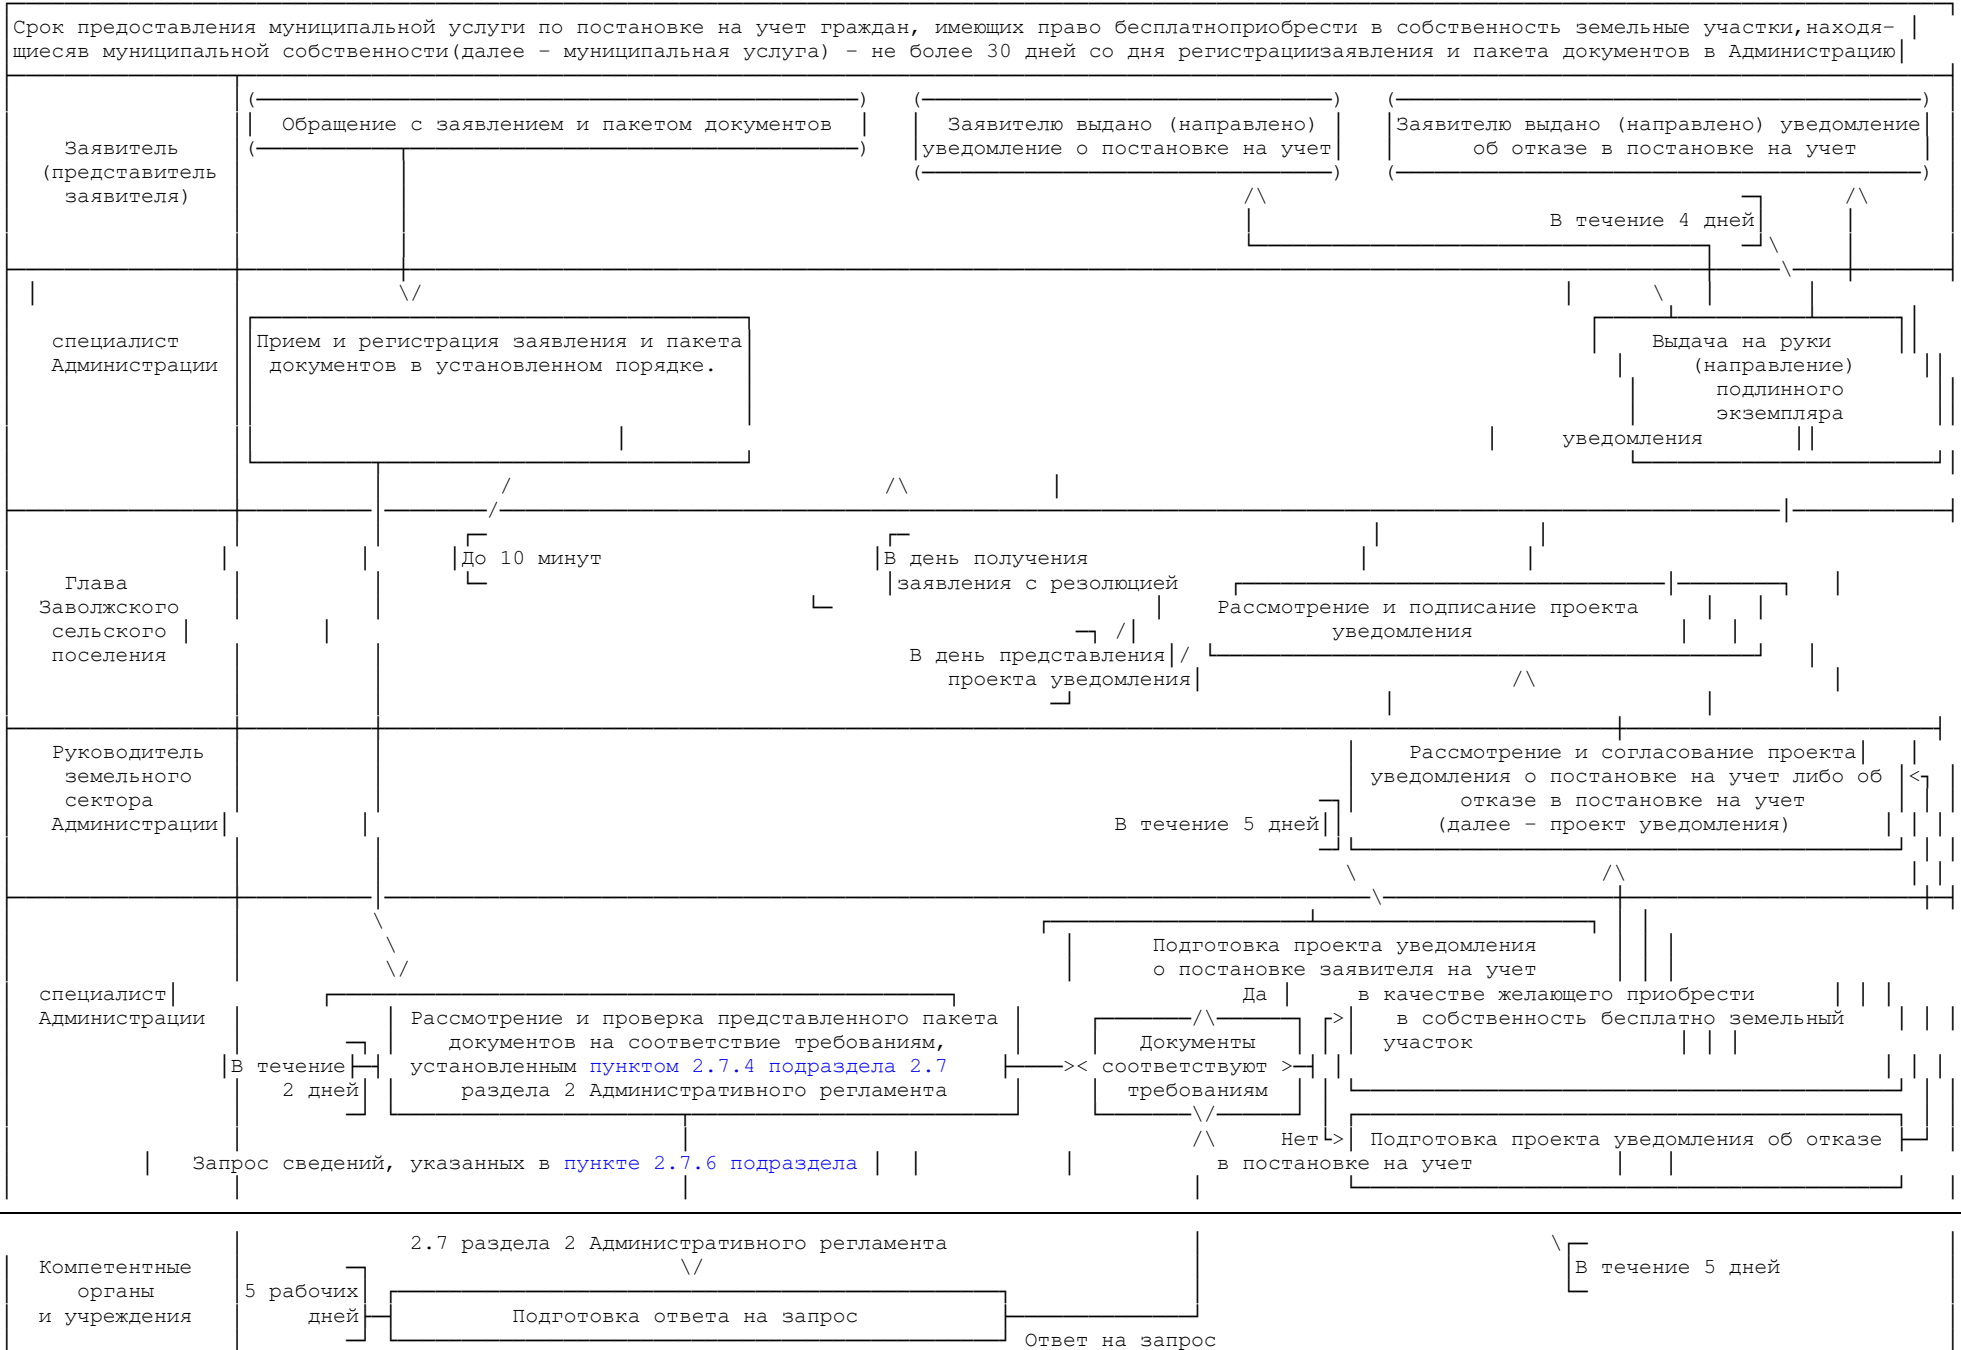 Срок предоставления муниципальной услуги по постановке на учет граждан, имеющих право бесплатноприобрести в собственность земельные участки,находя-
щиесяв муниципальной собственности(далее - муниципальная услуга) - не более 30 дней со дня регистрациизаявления и пакета документов в Администрацию
Заявитель
(представитель
заявителя)
Обращение с заявлением и пакетом документов
Заявителю выдано (направлено)
уведомление о постановке на учет
Заявителю выдано (направлено) уведомление
об отказе в постановке на учет
В течение 4 дней
специалист
Администрации
Прием и регистрация заявления и пакета
документов в установленном порядке.
Выдача на руки
(направление)
подлинного
экземпляра
уведомления
Глава
Заволжского
сельского
поселения
До 10 минут
В день получения
заявления с резолюцией
Рассмотрение и подписание проекта
уведомления
В день представления
проекта уведомления
Руководитель
земельного
сектора
Администрации
Рассмотрение и согласование проекта
уведомления о постановке на учет либо об
отказе в постановке на учет
(далее - проект уведомления)
В течение 5 дней
специалист
Администрации
Подготовка проекта уведомления
о постановке заявителя на учет
Да
в качестве желающего приобрести
в собственность бесплатно земельный
участок
В течение
2 дней
Рассмотрение и проверка представленного пакета
документов на соответствие требованиям,
установленным пунктом 2.7.4 подраздела 2.7
раздела 2 Административного регламента
Документы
соответствуют
требованиям
Нет
Подготовка проекта уведомления об отказе
в постановке на учет
Запрос сведений, указанных в пункте 2.7.6 подраздела
2.7 раздела 2 Административного регламента
Компетентные
органы
и учреждения
5 рабочих
дней
Подготовка ответа на запрос
Ответ на запрос
В течение 5 дней